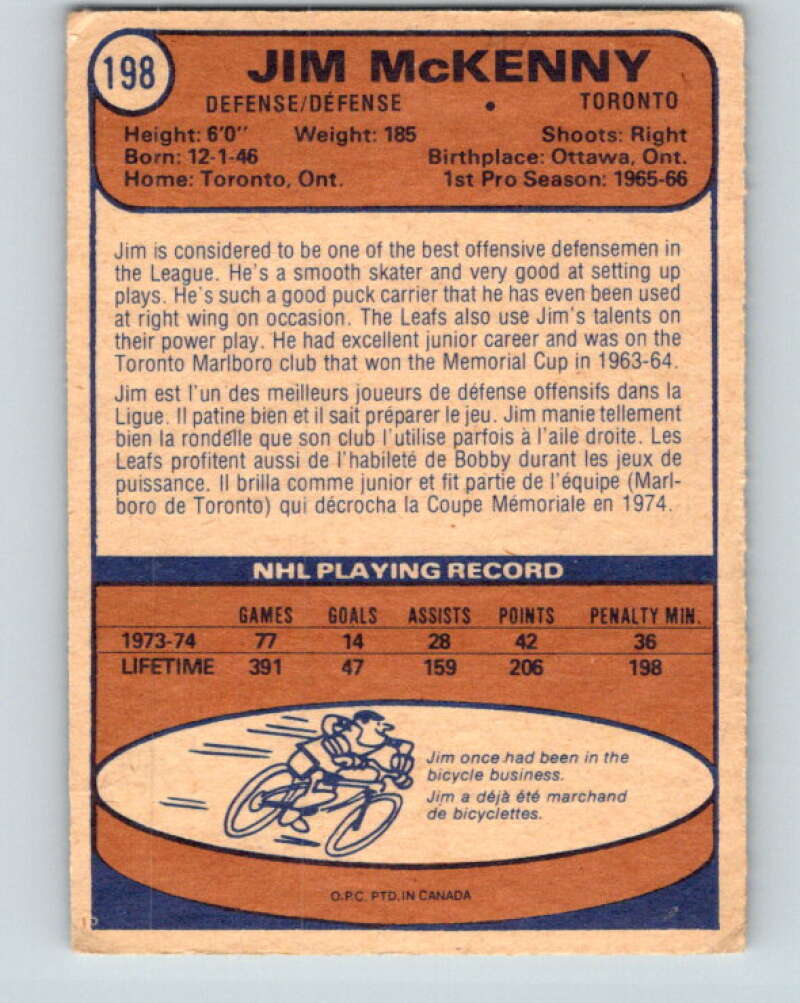 198
JIM McKENNY
DEFENSE/DÉFENSE • TORONTO
Height: 6'0" Weight: 185 Shoots: Right
Born: 12-1-46 Birthplace: Ottawa, Ont.
Home: Toronto, Ont. 1st Pro Season: 1965-66
Jim is considered to be one of the best offensive defensemen in
the League. He's a smooth skater and very good at setting up
plays. He's such a good puck carrier that he has even been used
at right wing on occasion. The Leafs also use Jim's talents on
their power play. He had excellent junior career and was on the
Toronto Marlboro club that won the Memorial Cup in 1963-64.
Jim est l'un des meilleurs joueurs de défense offensifs dans la
Ligue. Il patine bien et il sait préparer le jeu. Jim manie tellement
bien la rondelle que son club l'utilise parfois à l'aile droite. Les
Leafs profitent aussi de l'habileté de Bobby durant les jeux de
puissance. Il brilla comme junior et fit partie de l'équipe (Marl-
boro de Toronto) qui décrocha la Coupe Mémoriale en 1974.
NHL PLAYING RECORD
GAMES GOALS ASSISTS POINTS PENALTY MIN.
1973-74 77 14 28 42 36
LIFETIME 391 47 159 206 198
Jim once had been in the
bicycle business.
Jim a déjà été marchand
de bicyclettes.
O.P.C. PTD. IN CANADA